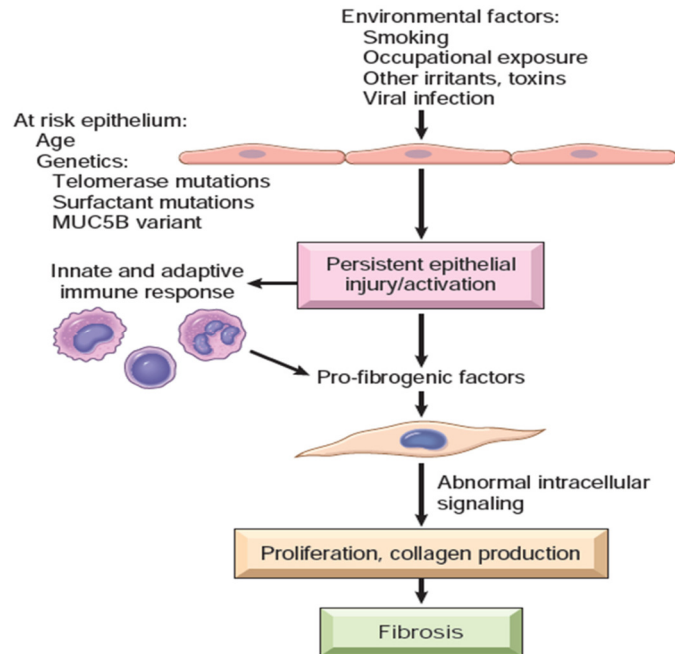 Environmental factors:
Smoking
Occupational exposure
Other irritants, toxins
Viral infection
At risk epithelium:
Age
Genetics:
Telomerase mutations
Surfactant mutations
MUC5B variant
Persistent epithelial
injury/activation
Innate and adaptive
immune response
Pro-fibrogenic factors
Abnormal intracellular
signaling
Proliferation, collagen production
Fibrosis